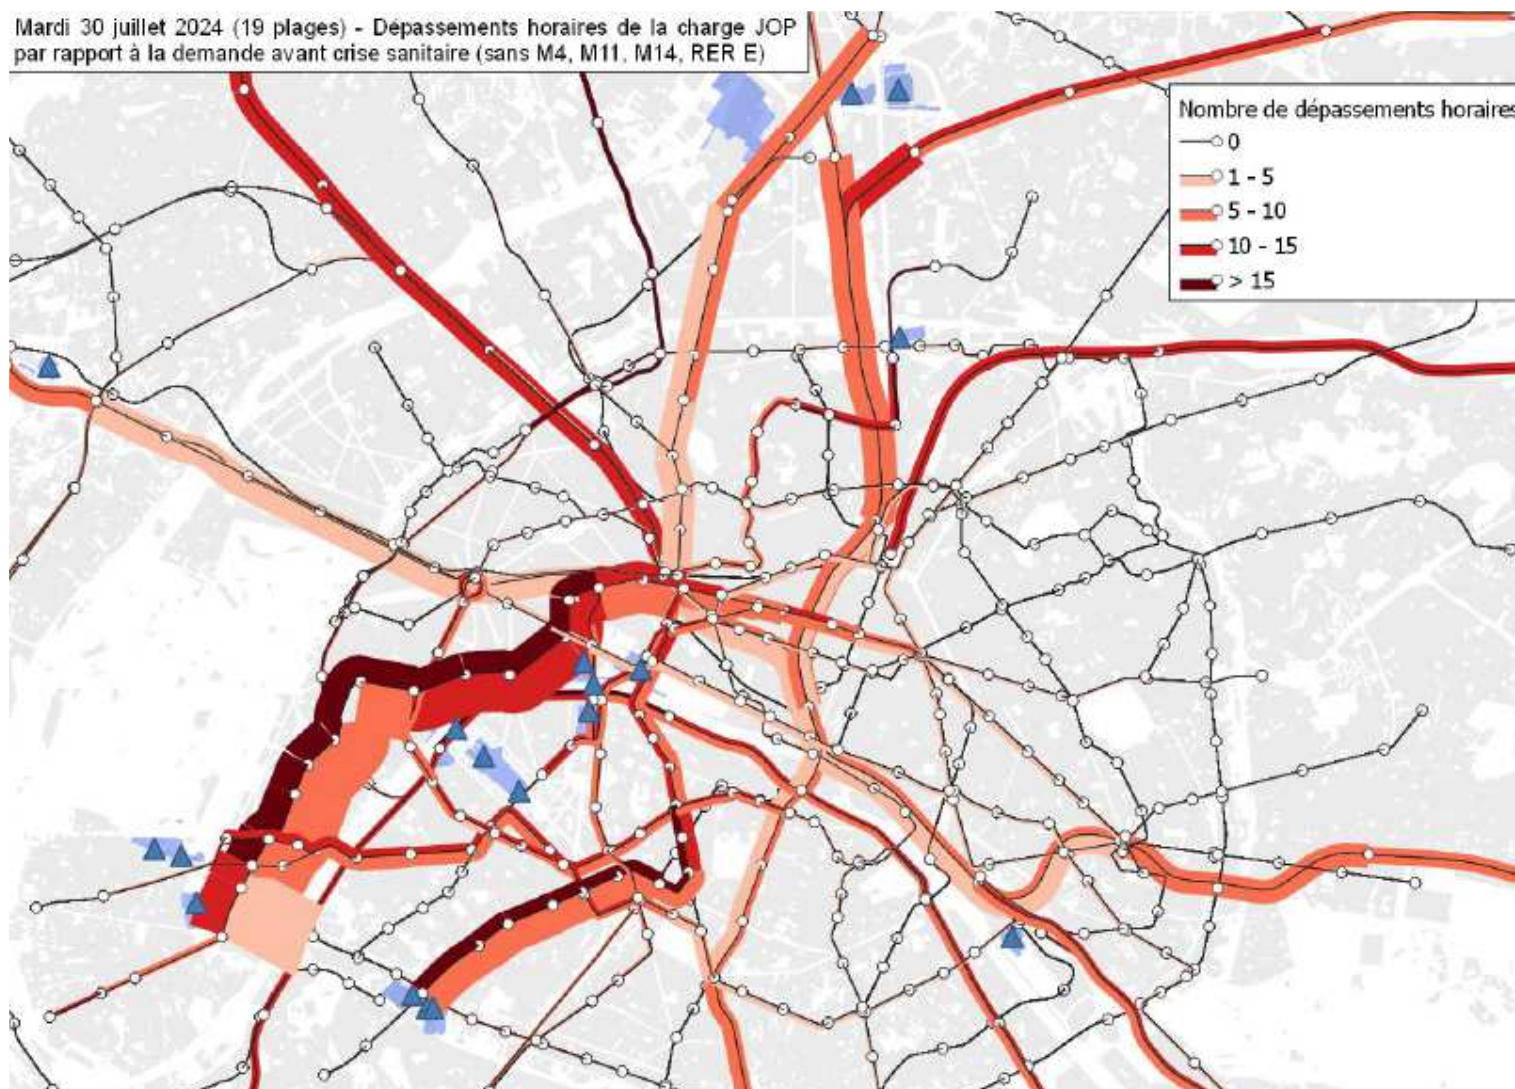 Mardi 30 juillet 2024 (19 plages) - Dépassements horaires de la charge JOP
par rapport à la demande avant crise sanitaire (sans M4, M11, M14, RER E)
Nombre de dépassements horaires
0
1 - 5
5 - 10
10 - 15
> 15